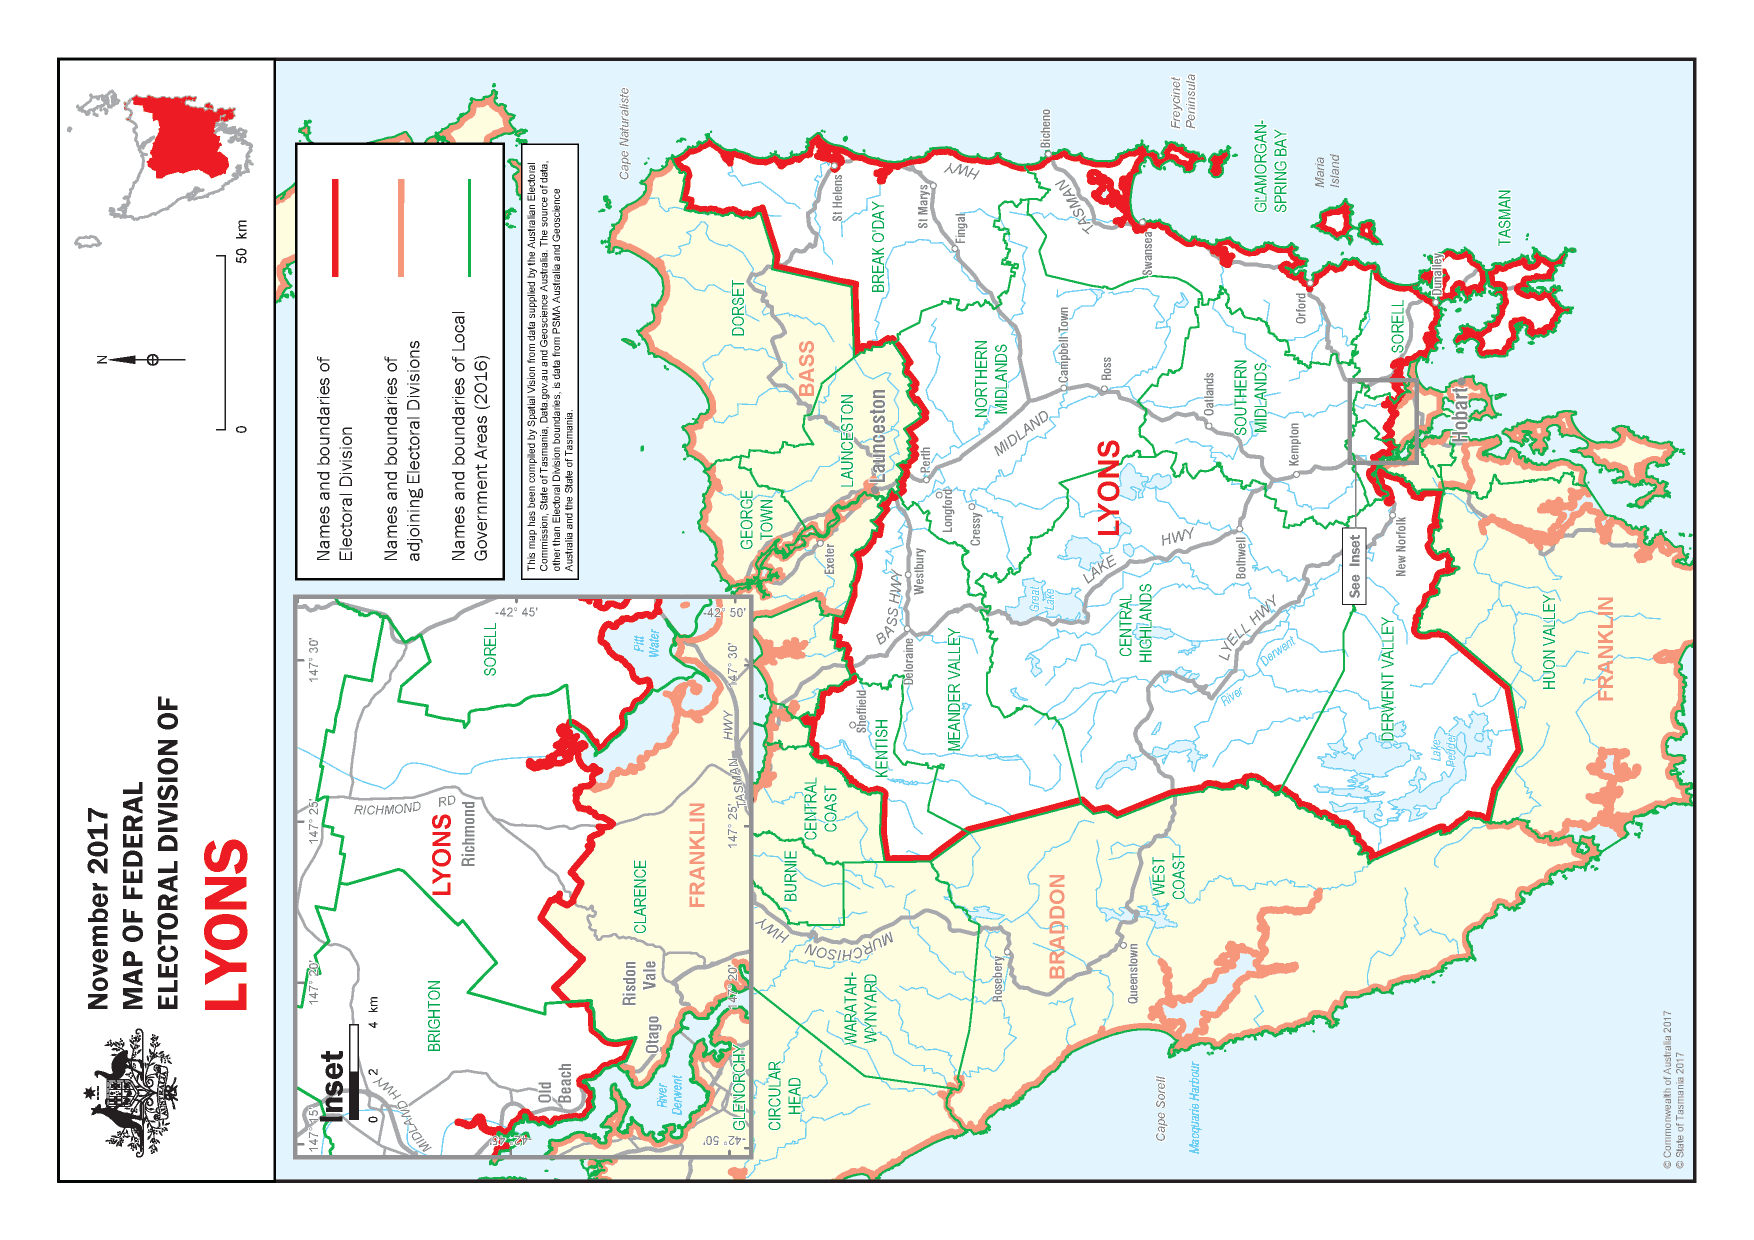 November 2017
MAP OF FEDERAL
ELECTORAL DIVISION OF
LYONS
N
0
50 km
Names and boundaries of
Electoral Division
Names and boundaries of
adjoining Electoral Divisions
Names and boundaries of Local
Government Areas (2016)
This map has been compiled by Spatial Vision from data supplied by the Australian Electoral
Commission, State of Tasmania, Data.gov.au and Geoscience Australia. The source of data,
other than Electoral Division boundaries, is data from PSMA Australia and Geoscience
Australia and the State of Tasmania.
Inset
0 2 4 km
147° 15'
147° 20'
147° 25'
147° 30'
-42° 45'
-42° 50'
147° 20'
147° 25'
147° 30'
-42° 45'
-42° 50'
MIDLAND HWY
RICHMOND RD
TASMAN HWY
BRIGHTON
SORELL
LYONS
Richmond
Old
Beach
Otago
Risdon
Vale
CLARENCE
FRANKLIN
GLENORCHY
River
Derwent
Pitt
Water
Cape Naturaliste
DORSET
BASS
GEORGE
TOWN
LAUNCESTON
Launceston
Exeter
St Helens
BREAK O'DAY
St Marys
Fingal
HWY
TASMAN
Bicheno
Freycinet
Peninsula
GLAMORGAN-
SPRING BAY
Maria
Island
TASMAN
Swansea
NORTHERN
MIDLANDS
Campbell Town
Ross
MIDLAND
Perth
Longford
Cressy
Westbury
BASS HWY
Deloraine
MEANDER VALLEY
Sheffield
KENTISH
CENTRAL
COAST
BURNIE
HWY
MURCHISON
WARATAH-
WYNYARD
CIRCULAR
HEAD
LYONS
Great
Lake
LAKE
HWY
CENTRAL
HIGHLANDS
LYELL HWY
River
Derwent
Bothwell
Oatlands
SOUTHERN
MIDLANDS
Kempton
Orford
SORELL
Dunalley
Hobart
See Inset
New Norfolk
DERWENT VALLEY
Lake
Pedder
HUON VALLEY
FRANKLIN
BRADDON
WEST
COAST
Rosebery
Queenstown
Cape Sorell
Macquarie Harbour
© Commonwealth of Australia 2017
© State of Tasmania 2017